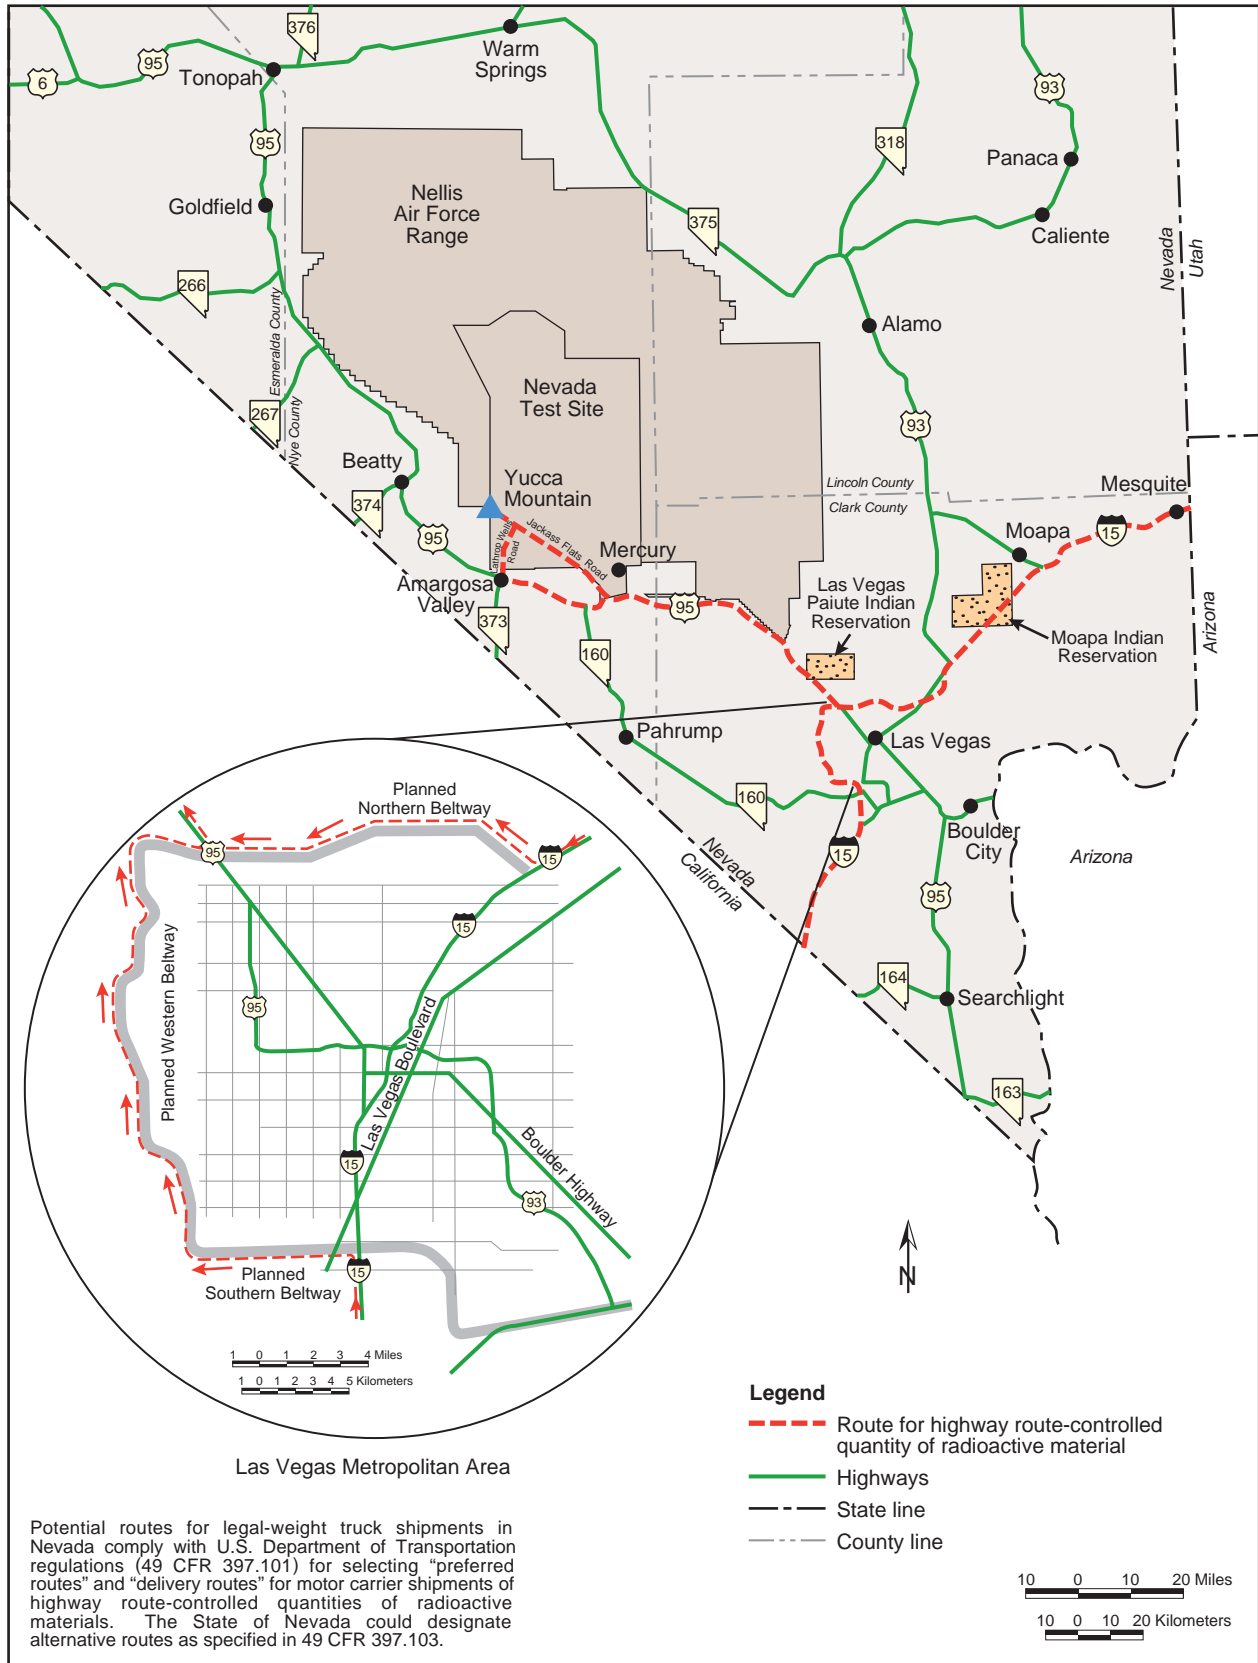 376
Warm
Springs
95
6
Tonopah
93
95
318
Panaca
Nellis
Air Force
Range
Goldfield
375
Caliente
Nevada
Utah
266
Esmeralda County
Alamo
Nevada
Test Site
267
Nye County
93
Beatty
Yucca
Mountain
Lincoln County
Clark County
Mesquite
374
95
Lathrop Wells
Road
Jackass Flats Road
Mercury
Moapa
15
Amargosa
Valley
Las Vegas
Paiute Indian
Reservation
95
373
160
Moapa Indian
Reservation
Arizona
Pahrump
Las Vegas
160
Boulder
City
Nevada
California
15
Arizona
95
164
Searchlight
163
N
Planned
Northern Beltway
95
15
15
Planned Western Beltway
95
Las Vegas Boulevard
Boulder Highway
15
93
15
Planned
Southern Beltway
1 0 1 2 3 4 Miles
1 0 1 2 3 4 5 Kilometers
Las Vegas Metropolitan Area
Legend
Route for highway route-controlled
quantity of radioactive material
Highways
State line
County line
10 0 10 20 Miles
10 0 10 20 Kilometers
Potential routes for legal-weight truck shipments in
Nevada comply with U.S. Department of Transportation
regulations (49 CFR 397.101) for selecting “preferred
routes” and “delivery routes” for motor carrier shipments of
highway route-controlled quantities of radioactive
materials. The State of Nevada could designate
alternative routes as specified in 49 CFR 397.103.